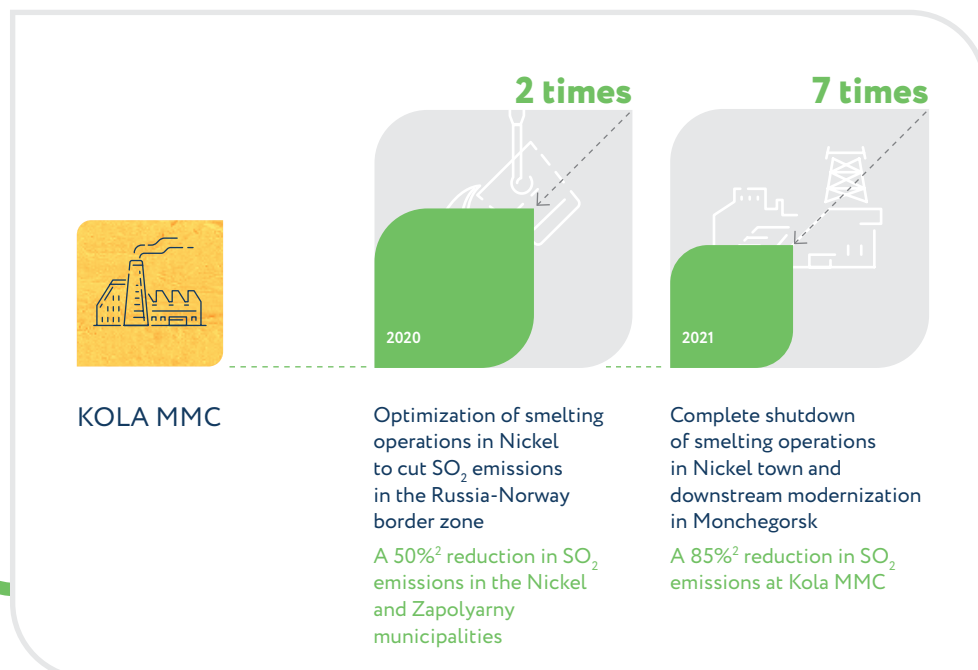 2 times
7 times
2020
2021
KOLA MMC
Optimization of smelting
operations in Nickel
to cut SO₂ emissions
in the Russia-Norway
border zone
A 50%² reduction in SO₂
emissions in the Nickel
and Zapolyarny
municipalities
Complete shutdown
of smelting operations
in Nickel town and
downstream modernization
in Monchegorsk
A 85%² reduction in SO₂
emissions at Kola MMC